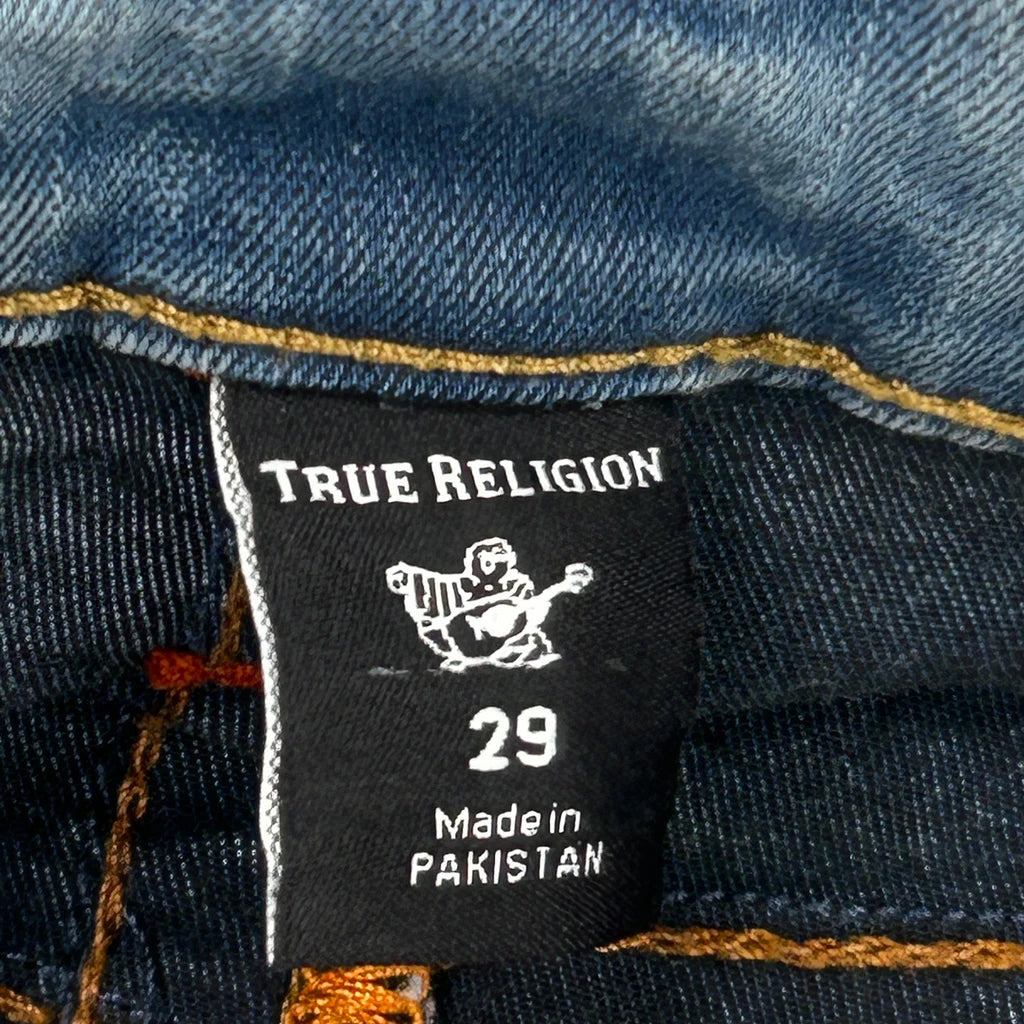 TRUE RELIGION
29
Made in
PAKISTAN